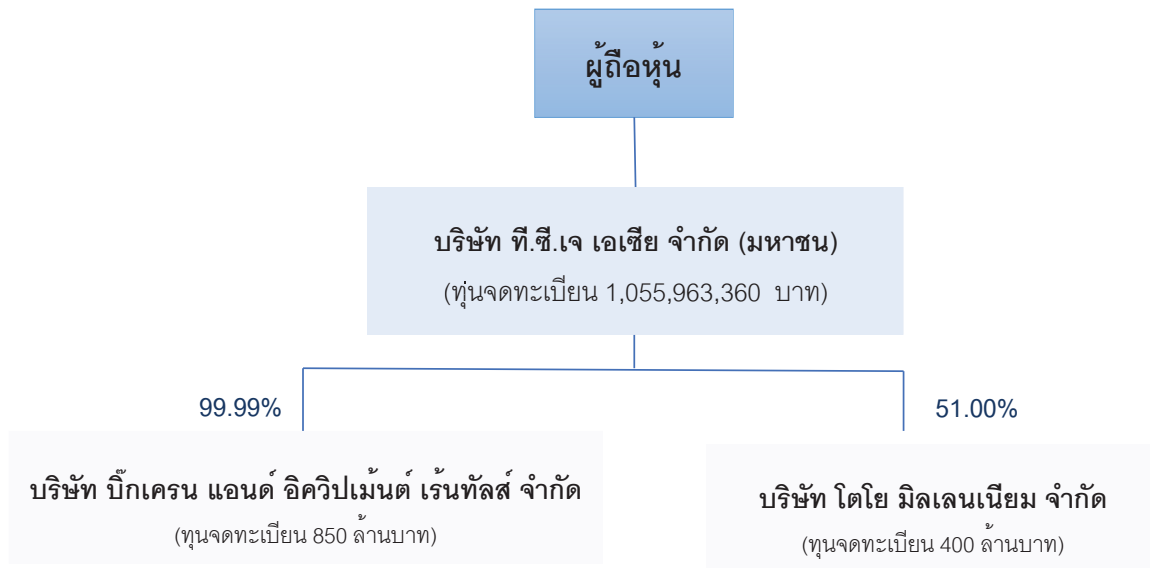 ผู้ถือหุ้น
บริษัท ที.ซี.เจ เอเซีย จำกัด (มหาชน)
(ทุ่นจดทะเบียน 1,055,963,360 บาท)
99.99%
51.00%
บริษัท บิ๊กเครน แอนด์ อิควิปเม้นต์ เร้นทัลส์ จำกัด
(ทุนจดทะเบียน 850 ล้านบาท)
บริษัท โตโย มิลเลนเนียม จำกัด
(ทุนจดทะเบียน 400 ล้านบาท)